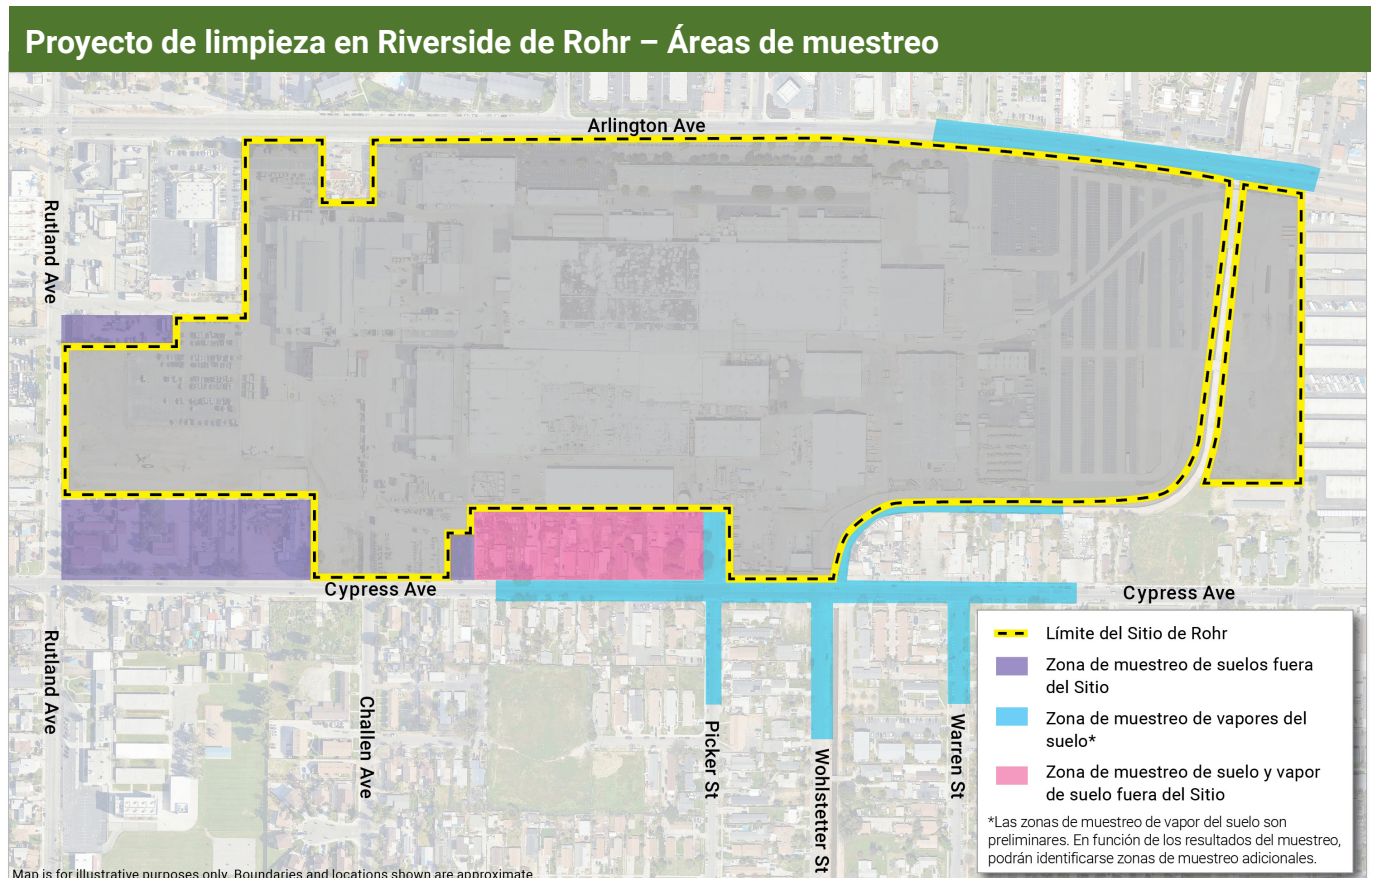 Proyecto de limpieza en Riverside de Rohr – Áreas de muestreo
Arlington Ave
Rutland Ave
Cypress Ave
Cypress Ave
Rutland Ave
Challen Ave
Picker St
Wohlstetter St
Warren St
Límite del Sitio de Rohr
Zona de muestreo de suelos fuera
del Sitio
Zona de muestreo de vapores del
suelo*
Zona de muestreo de suelo y vapor
de suelo fuera del Sitio
*Las zonas de muestreo de vapor del suelo son
preliminares. En función de los resultados del muestreo,
podrán identificarse zonas de muestreo adicionales.
Map is for illustrative purposes only. Boundaries and locations shown are approximate.